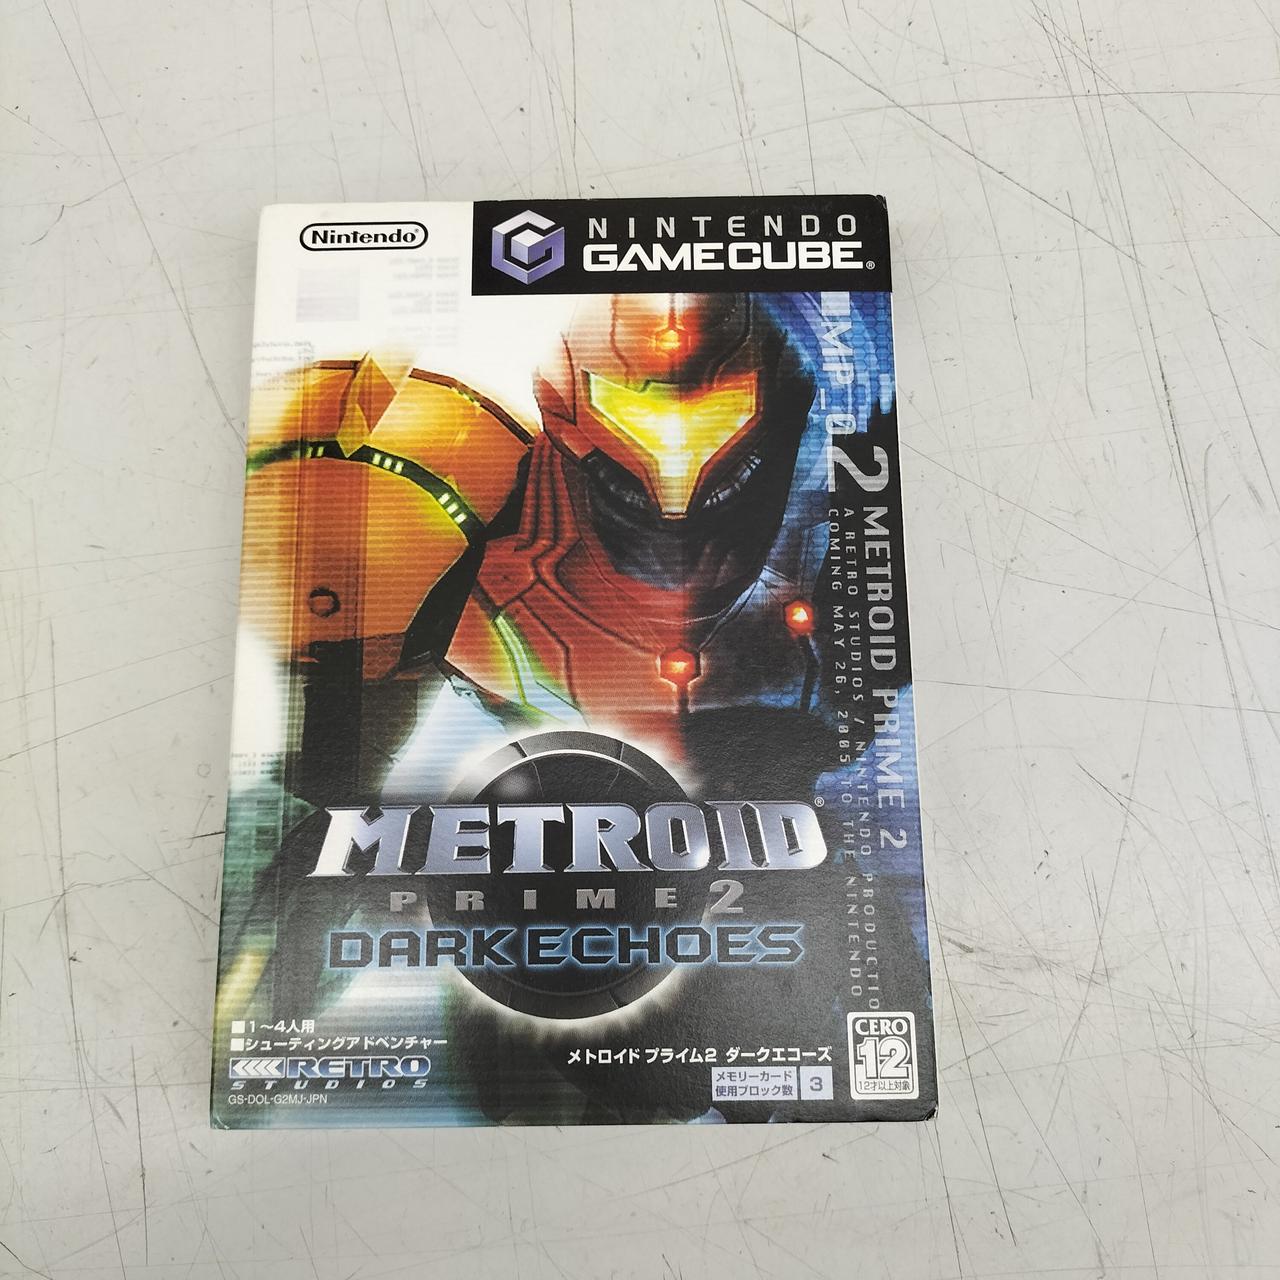 Nintendo®
NINTENDO
GAMECUBE®
MP_02
METROID PRIME 2
A RETRO STUDIOS / NINTENDO PRODUCTIO
COMING MAY 26, 2005 TO THE NINTENDO
METROID®
PRIME 2
DARK ECHOES
■1〜4人用
■シューティングアドベンチャー
RETRO
STUDIOS
GS-DOL-G2MJ-JPN
メトロイド プライム2 ダークエコーズ
メモリーカード
使用ブロック数 3
CERO
12
12才以上対象